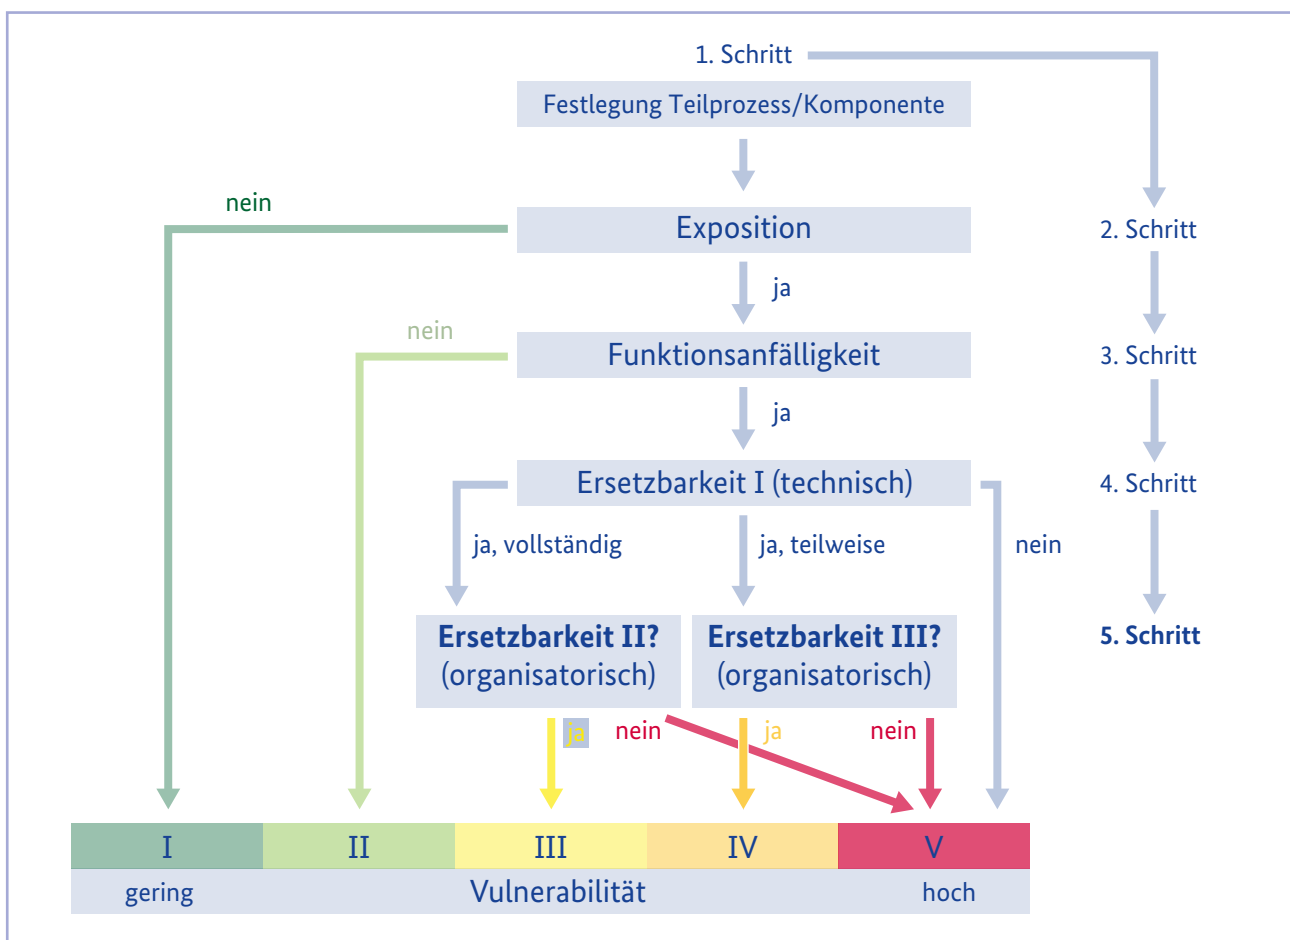 1. Schritt
Festlegung Teilprozess/Komponente
nein
Exposition
2. Schritt
ja
nein
Funktionsanfälligkeit
3. Schritt
ja
Ersetzbarkeit I (technisch)
4. Schritt
ja, vollständig
ja, teilweise
nein
Ersetzbarkeit II?
(organisatorisch)
Ersetzbarkeit III?
(organisatorisch)
5. Schritt
ja
nein
ja
nein
I
II
III
IV
V
gering
Vulnerabilität
hoch